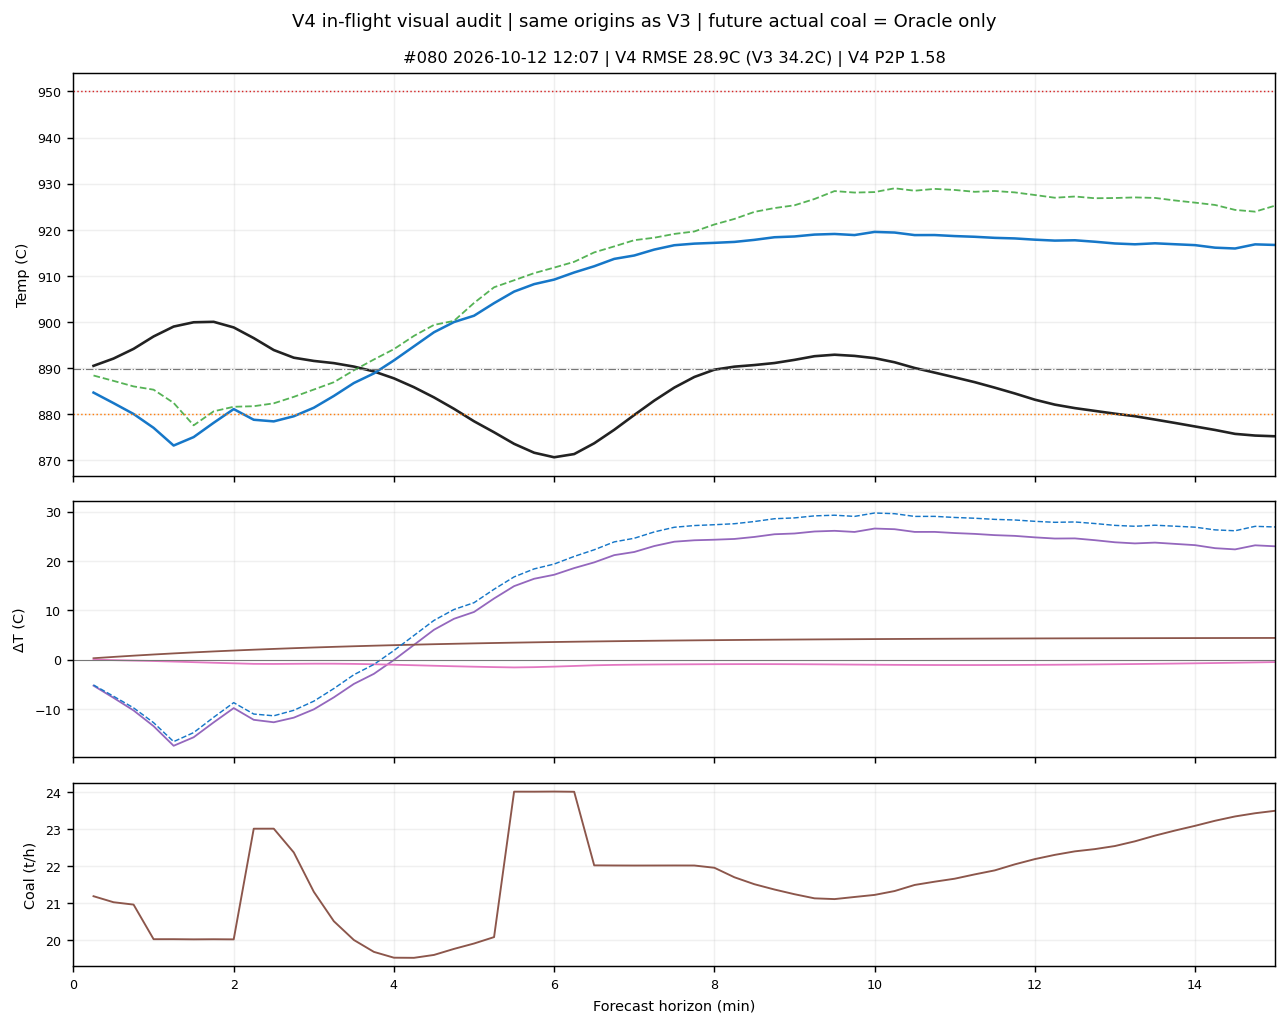 V4 in-flight visual audit | same origins as V3 | future actual coal = Oracle only
#080 2026-10-12 12:07 | V4 RMSE 28.9C (V3 34.2C) | V4 P2P 1.58
950
940
930
920
910
900
890
880
870
Temp (C)
30
20
10
0
−10
ΔT (C)
24
23
22
21
20
Coal (t/h)
0 2 4 6 8 10 12 14
Forecast horizon (min)